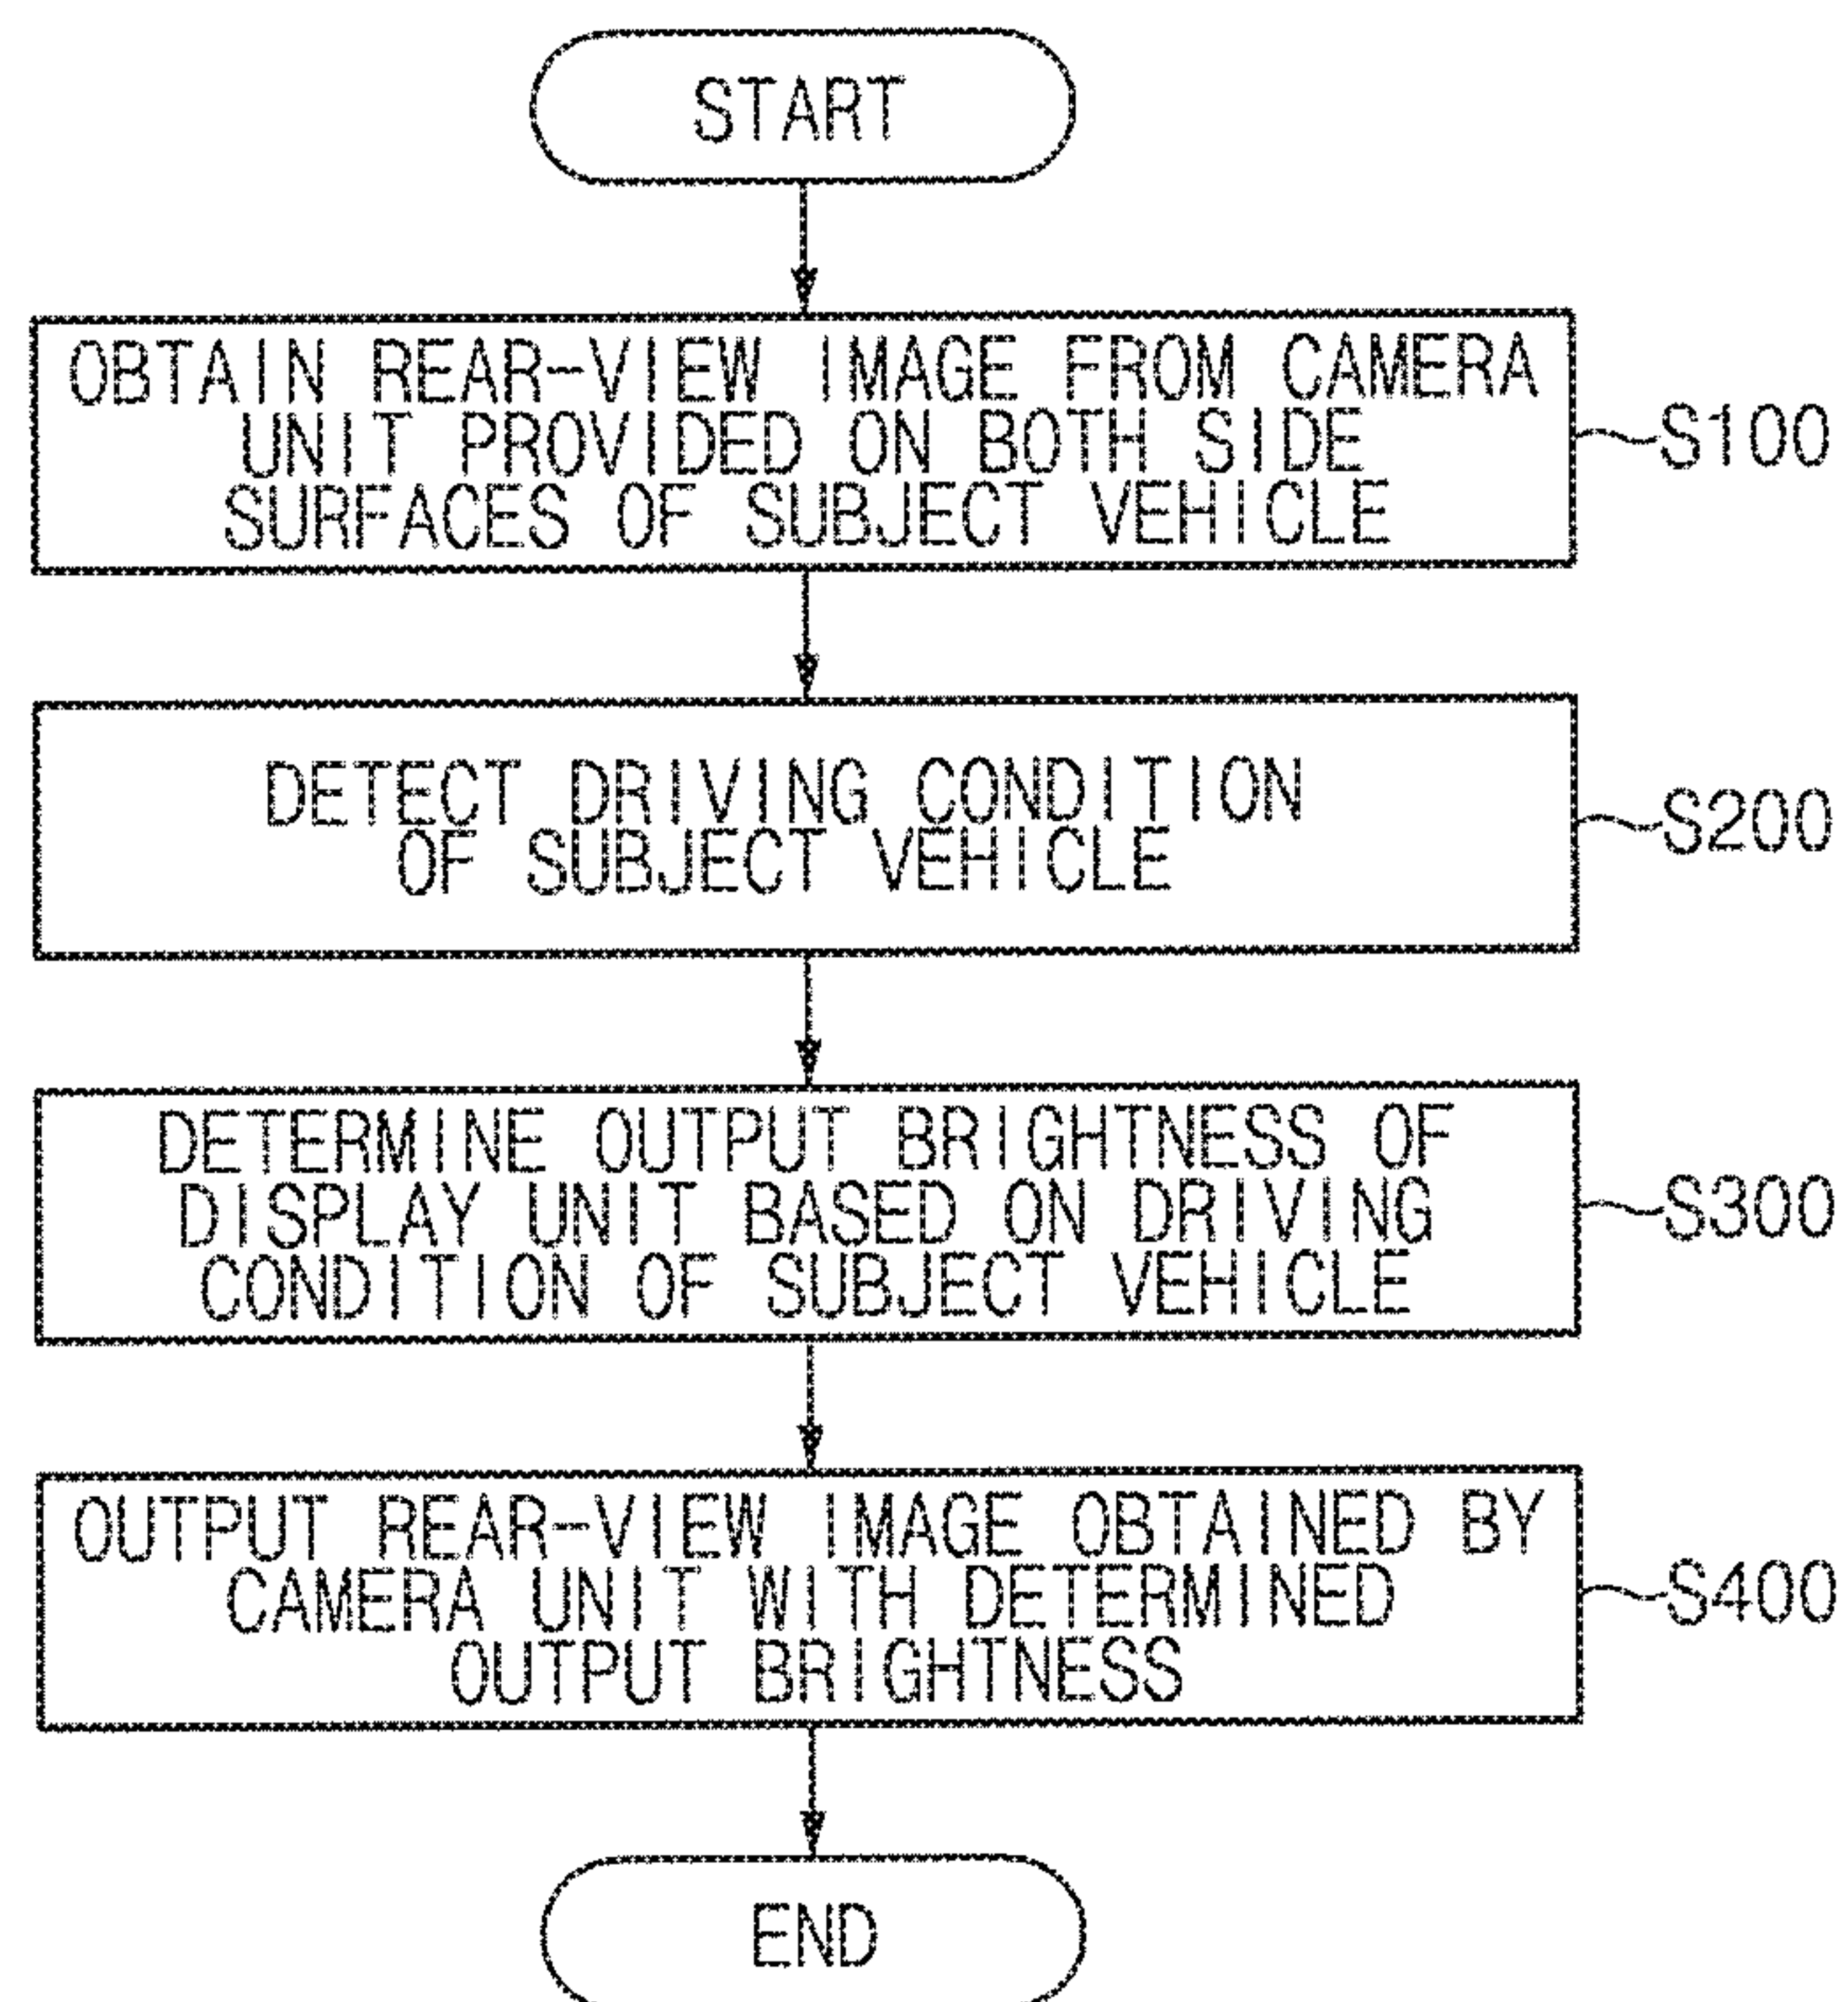 START
OBTAIN REAR-VIEW IMAGE FROM CAMERA
UNIT PROVIDED ON BOTH SIDE
SURFACES OF SUBJECT VEHICLE
S100
DETECT DRIVING CONDITION
OF SUBJECT VEHICLE
S200
DETERMINE OUTPUT BRIGHTNESS OF
DISPLAY UNIT BASED ON DRIVING
CONDITION OF SUBJECT VEHICLE
S300
OUTPUT REAR-VIEW IMAGE OBTAINED BY
CAMERA UNIT WITH DETERMINED
OUTPUT BRIGHTNESS
S400
END